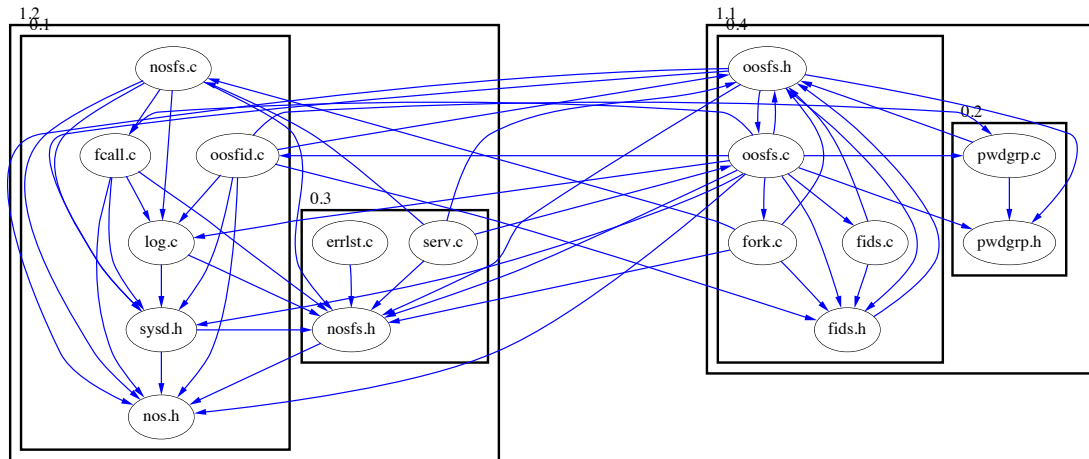 1.2
0.1
nosfs.c
fcall.c
oosfid.c
log.c
sysd.h
nos.h
0.3
errlst.c
serv.c
nosfs.h
1.1
0.4
oosfs.h
oosfs.c
fork.c
fids.c
fids.h
0.2
pwdgrp.c
pwdgrp.h